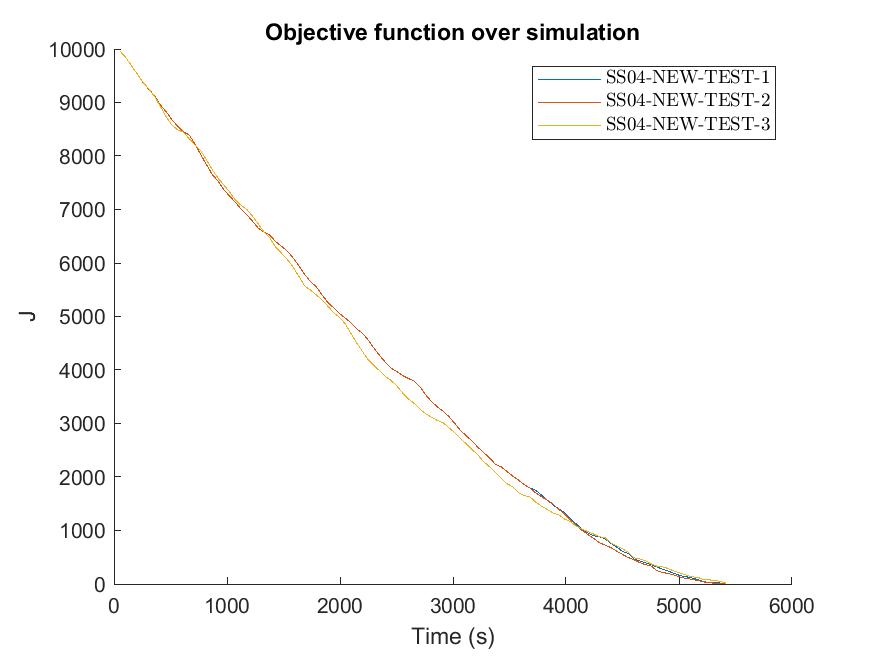 Objective function over simulation
10000
9000
8000
7000
6000
5000
4000
3000
2000
1000
0
J
SS04-NEW-TEST-1
SS04-NEW-TEST-2
SS04-NEW-TEST-3
0 1000 2000 3000 4000 5000 6000
Time (s)